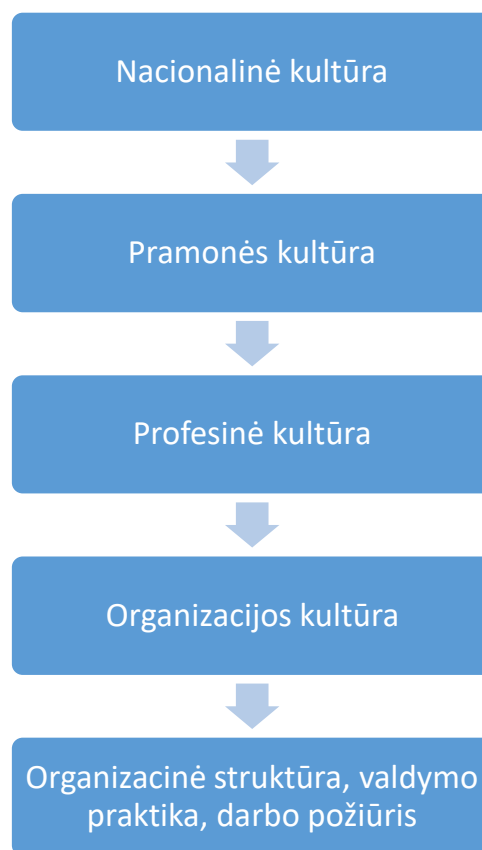 Nacionalinė kultūra
Pramonės kultūra
Profesinė kultūra
Organizacijos kultūra
Organizacinė struktūra, valdymo
praktika, darbo požiūris